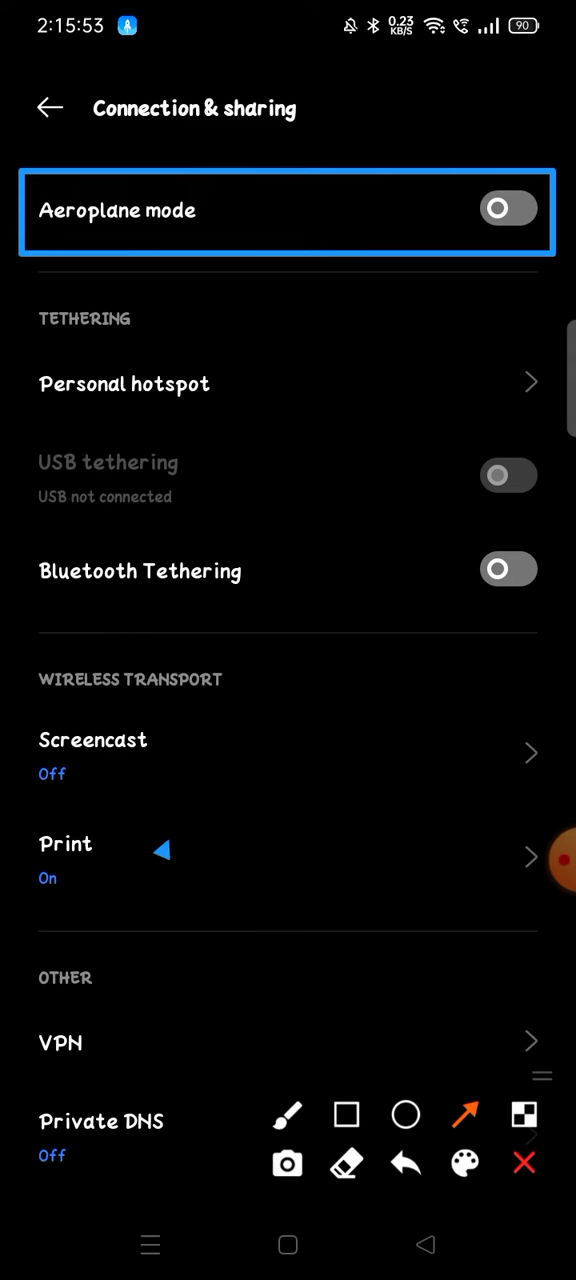 2:15:53
0.23
KB/S
90
Connection & sharing
Aeroplane mode
TETHERING
Personal hotspot
USB tethering
USB not connected
Bluetooth Tethering
WIRELESS TRANSPORT
Screencast
Off
Print
On
OTHER
VPN
Private DNS
Off